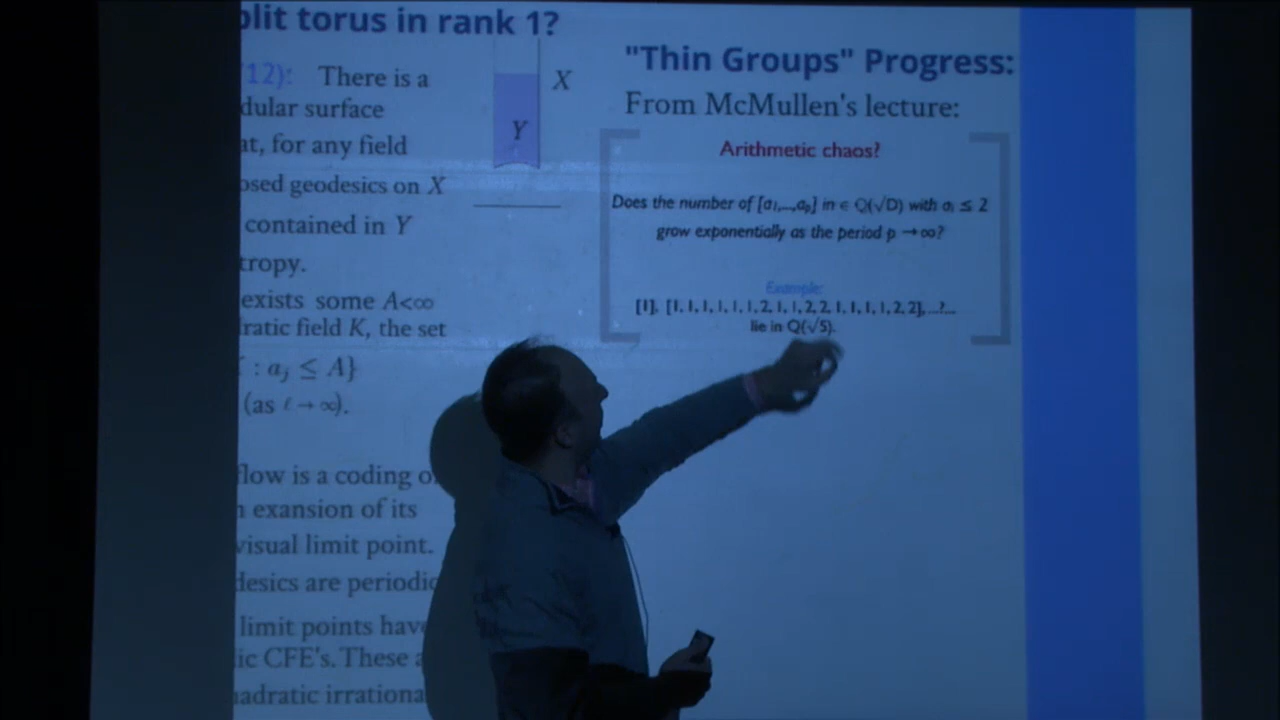 plit torus in rank 1?
'12): There is a
dular surface
at, for any field
osed geodesics on X
contained in Y
tropy.
exists some A<∞
ratic field K, the set
: aⱼ ≤ A}
(as ℓ→∞).
flow is a coding o
exansion of its
visual limit point.
desics are periodic
limit points have
ic CFE's. These
uadratic irrationa
X
Y
"Thin Groups" Progress:
From McMullen's lecture:
Arithmetic chaos?
Does the number of [a₁,...,aₚ] in ∈ Q(√D) with aᵢ ≤ 2
grow exponentially as the period p →∞?
Example:
[1], [1, 1, 1, 1, 1, 1, 2, 1, 1, 2, 2, 1, 1, 1, 1, 2, 2],...?...
lie in Q(√5).